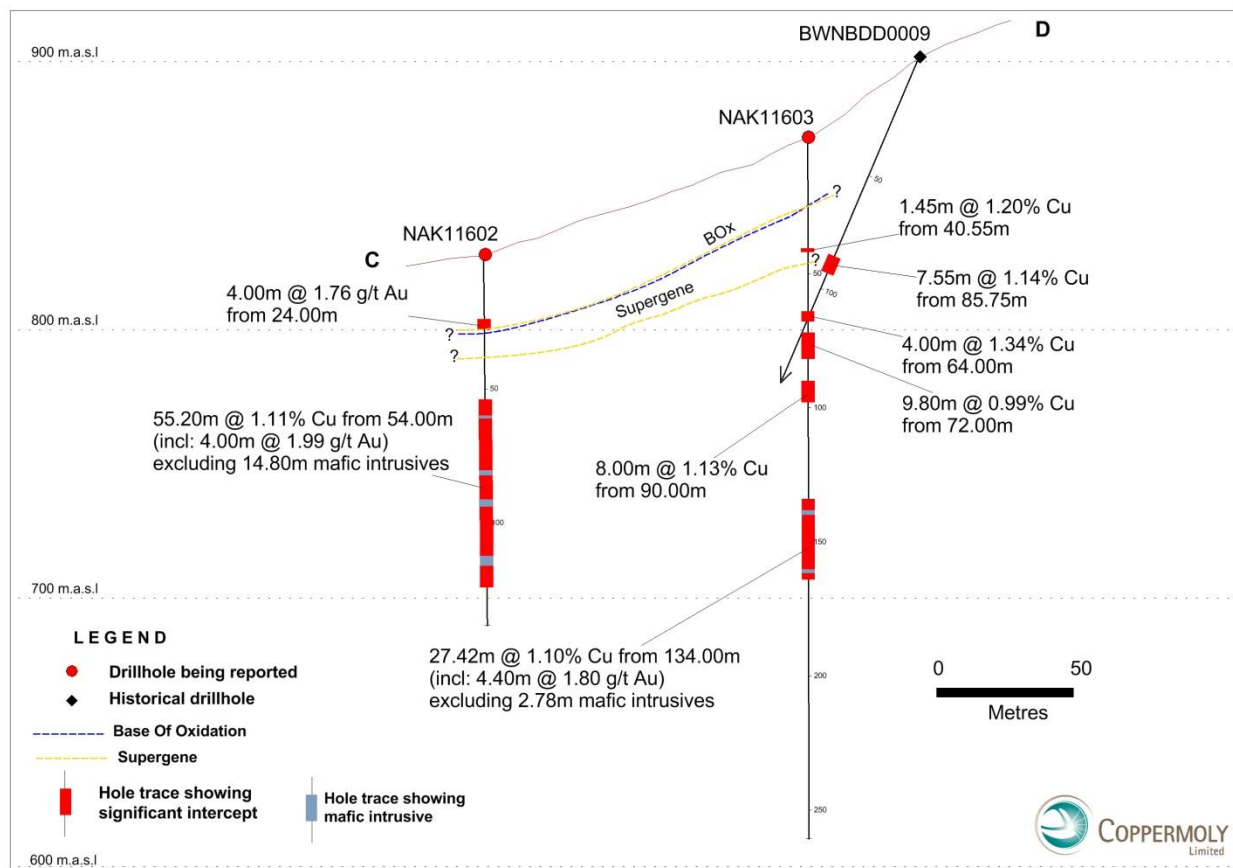 BWNBDD0009
D
900 m.a.s.l
NAK11603
50
1.45m @ 1.20% Cu
from 40.55m
?
BOx
NAK11602
C
?
50
7.55m @ 1.14% Cu
from 85.75m
100
4.00m @ 1.76 g/t Au
from 24.00m
Supergene
800 m.a.s.l
?
?
4.00m @ 1.34% Cu
from 64.00m
50
9.80m @ 0.99% Cu
from 72.00m
100
55.20m @ 1.11% Cu from 54.00m
(incl: 4.00m @ 1.99 g/t Au)
excluding 14.80m mafic intrusives
8.00m @ 1.13% Cu
from 90.00m
100
150
700 m.a.s.l
LEGEND
Drillhole being reported
Historical drillhole
Base Of Oxidation
Supergene
Hole trace showing
significant intercept
Hole trace showing
mafic intrusive
27.42m @ 1.10% Cu from 134.00m
(incl: 4.40m @ 1.80 g/t Au)
excluding 2.78m mafic intrusives
200
0 50
Metres
250
COPPERMOLY
Limited
600 m.a.s.l